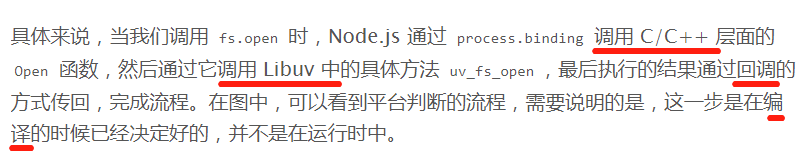 具体来说，当我们调用 fs.open 时，Node.js 通过 process.binding 调用 C/C++ 层面的
Open 函数，然后通过它调用 Libuv 中的具体方法 uv_fs_open ，最后执行的结果通过回调的
方式传回，完成流程。在图中，可以看到平台判断的流程，需要说明的是，这一步是在编
译的时候已经决定好的，并不是在运行时中。